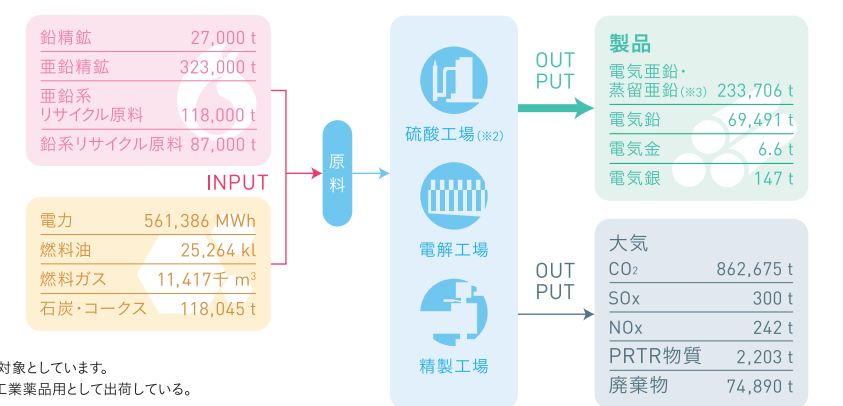 鉛精鉱 27,000 t
亜鉛精鉱 323,000 t
亜鉛系
リサイクル原料 118,000 t
鉛系リサイクル原料 87,000 t
INPUT
電力 561,386 MWh
燃料油 25,264 kl
燃料ガス 11,417千 m³
石炭・コークス 118,045 t
原
料
硫酸工場(※2)
電解工場
精製工場
OUT
PUT
製品
電気亜鉛・
蒸留亜鉛(※3) 233,706 t
電気鉛 69,491 t
電気金 6.6 t
電気銀 147 t
OUT
PUT
大気
CO₂ 862,675 t
SOx 300 t
NOx 242 t
PRTR物質 2,203 t
廃棄物 74,890 t
対象としています。
工業薬品用として出荷している。